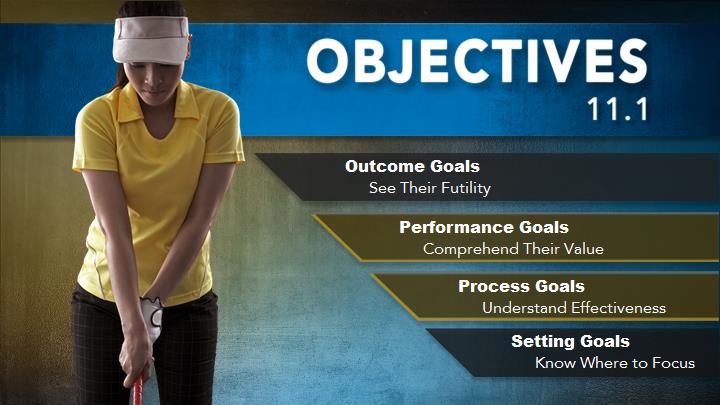 OBJECTIVES
11.1
Outcome Goals
See Their Futility
Performance Goals
Comprehend Their Value
Process Goals
Understand Effectiveness
Setting Goals
Know Where to Focus